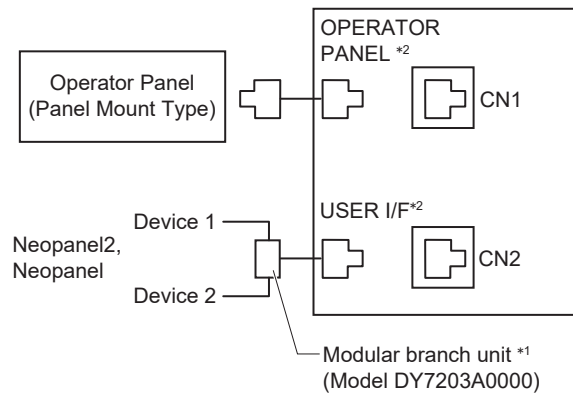 OPERATOR
PANEL *2
Operator Panel
(Panel Mount Type)
CN1
USER I/F*2
Device 1
Neopanel2,
Neopanel
CN2
Device 2
Modular branch unit *1
(Model DY7203A0000)